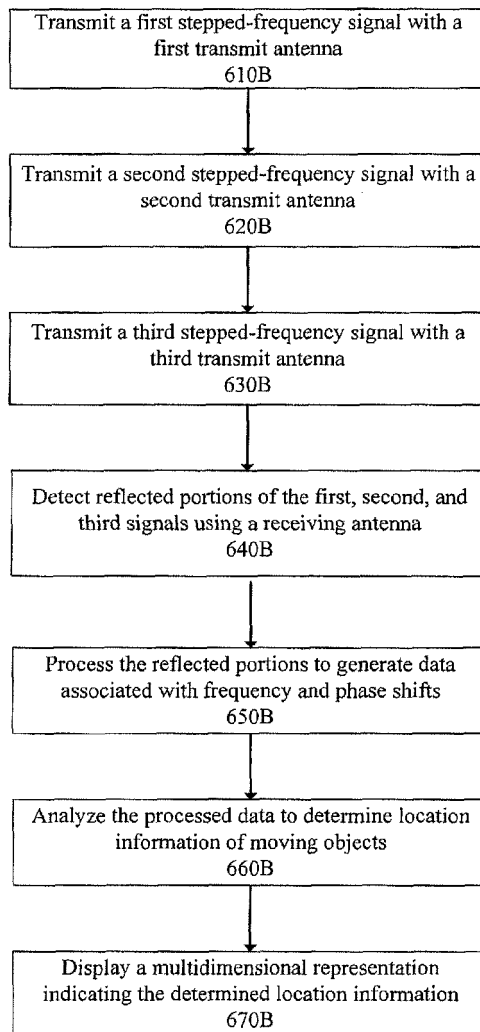 Transmit a first stepped-frequency signal with a
first transmit antenna
610B
Transmit a second stepped-frequency signal with a
second transmit antenna
620B
Transmit a third stepped-frequency signal with a
third transmit antenna
630B
Detect reflected portions of the first, second, and
third signals using a receiving antenna
640B
Process the reflected portions to generate data
associated with frequency and phase shifts
650B
Analyze the processed data to determine location
information of moving objects
660B
Display a multidimensional representation
indicating the determined location information
670B